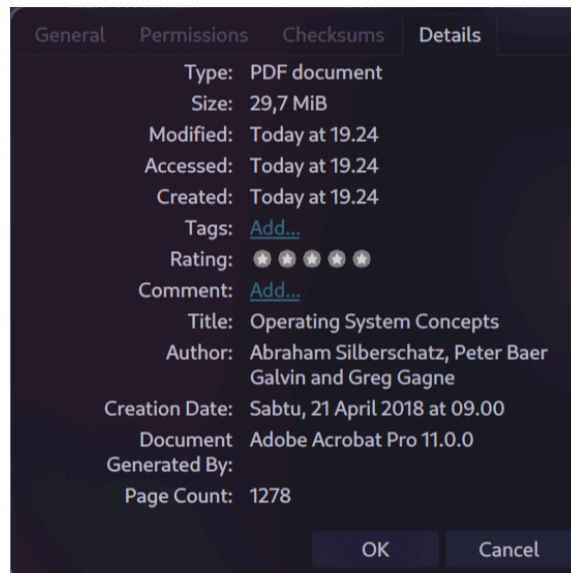 General Permissions Checksums Details
Type: PDF document
Size: 29,7 MiB
Modified: Today at 19.24
Accessed: Today at 19.24
Created: Today at 19.24
Tags: Add...
Rating:
Comment: Add...
Title: Operating System Concepts
Author: Abraham Silberschatz, Peter Baer
Galvin and Greg Gagne
Creation Date: Sabtu, 21 April 2018 at 09.00
Document Adobe Acrobat Pro 11.0.0
Generated By:
Page Count: 1278
OK Cancel